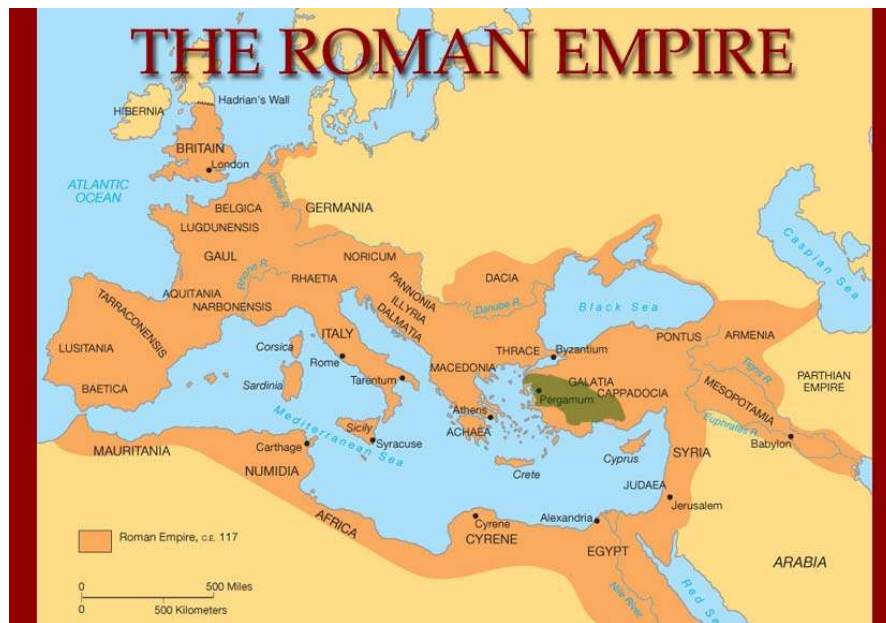 THE ROMAN EMPIRE
Hadrian's Wall
HIBERNIA
BRITAIN
London
ATLANTIC
OCEAN
BELGICA
Rhine R.
GERMANIA
LUGDUNENSIS
GAUL
NORICUM
Rhone R.
RHAETIA
DACIA
Caspian Sea
AQUITANIA
NARBONENSIS
PANNONIA
ILLYRIA
DALMATIA
Danube R.
Black Sea
TARRACONENSIS
ITALY
Corsica
Rome
THRACE
Byzantium
PONTUS
ARMENIA
LUSITANIA
Sardinia
Tarentum
MACEDONIA
GALATIA
CAPPADOCIA
Tigris R.
PARTHIAN
EMPIRE
BAETICA
Pergamum
MESOPOTAMIA
Mediterranean Sea
Athens
ACHAEA
Sicily
Syracuse
Euphrates R.
Babylon
MAURITANIA
Carthage
NUMIDIA
Crete
Cyprus
SYRIA
JUDAEA
Jerusalem
AFRICA
Cyrene
CYRENE
Alexandria
EGYPT
ARABIA
Nile River
Red Se
Roman Empire, C.E. 117
0 500 Miles
0 500 Kilometers